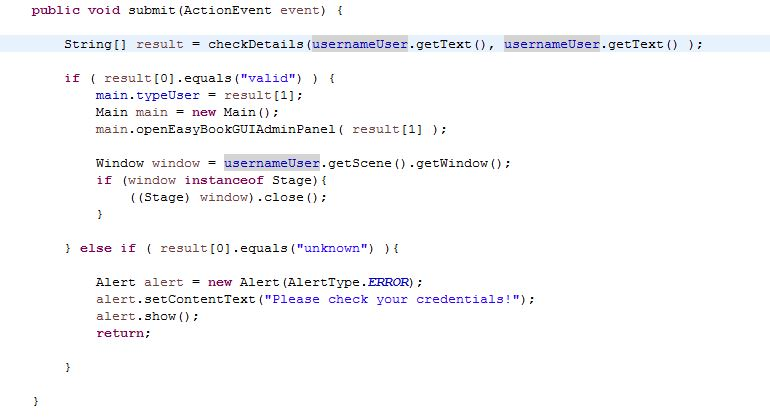 public void submit(ActionEvent event) {
String[] result = checkDetails(usernameUser.getText(), usernameUser.getText() );
if ( result[0].equals("valid") ) {
main.typeUser = result[1];
Main main = new Main();
main.openEasyBookGUIAdminPanel( result[1] );
Window window = usernameUser.getScene().getWindow();
if (window instanceof Stage){
((Stage) window).close();
}
} else if ( result[0].equals("unknown") ){
Alert alert = new Alert(AlertType.ERROR);
alert.setContentText("Please check your credentials!");
alert.show();
return;
}
}